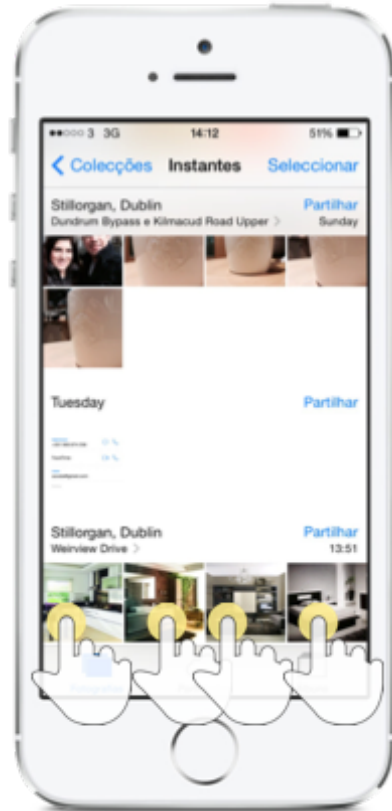 3 3G 14:12 51%
Colecções Instantes Seleccionar
Stillorgan, Dublin Partilhar
Dundrum Bypass e Kilmacud Road Upper Sunday
Tuesday Partilhar
Stillorgan, Dublin Partilhar
Weirview Drive 13:51